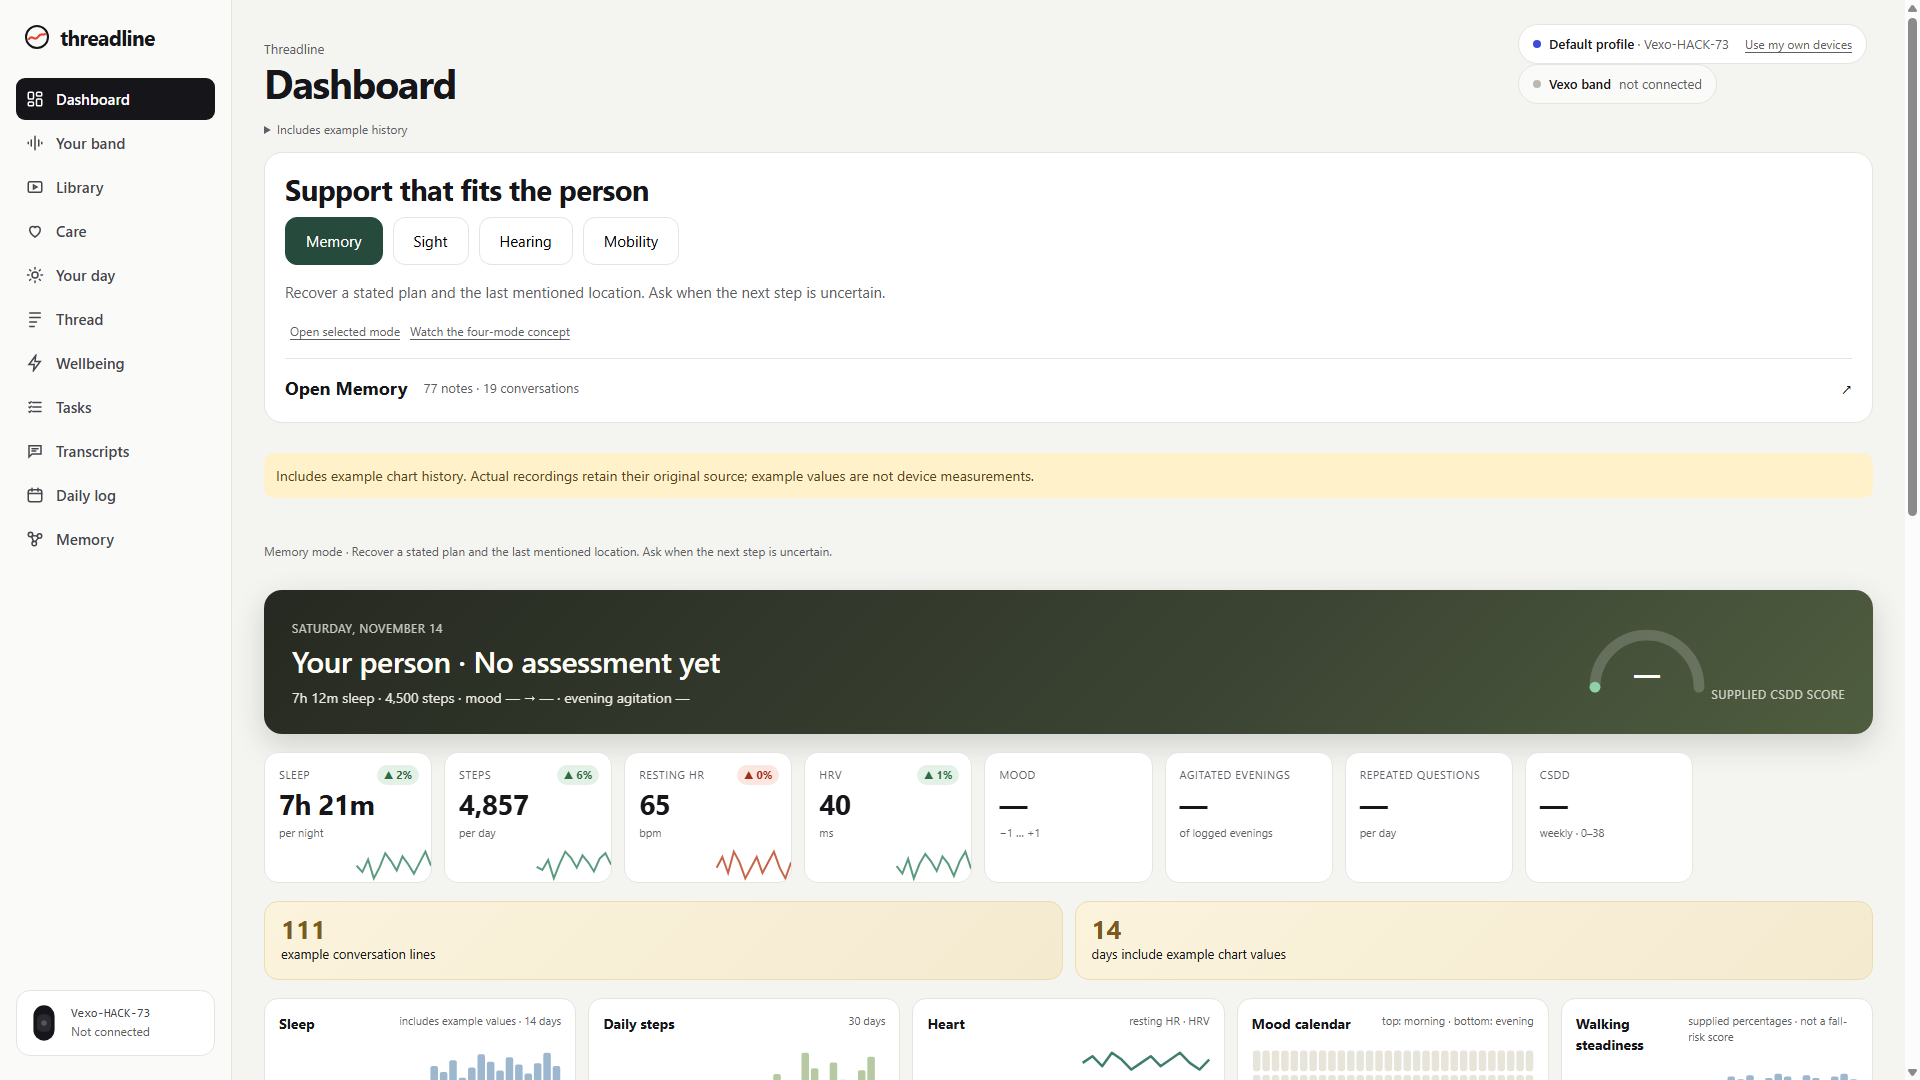 threadline
Dashboard
Your band
Library
Care
Your day
Thread
Wellbeing
Tasks
Transcripts
Daily log
Memory
Vexo-HACK-73
Not connected
Threadline
Dashboard
Default profile · Vexo-HACK-73 Use my own devices
Vexo band not connected
Includes example history
Support that fits the person
Memory Sight Hearing Mobility
Recover a stated plan and the last mentioned location. Ask when the next step is uncertain.
Open selected mode Watch the four-mode concept
Open Memory 77 notes · 19 conversations ↗
Includes example chart history. Actual recordings retain their original source; example values are not device measurements.
Memory mode · Recover a stated plan and the last mentioned location. Ask when the next step is uncertain.
SATURDAY, NOVEMBER 14
Your person · No assessment yet
7h 12m sleep · 4,500 steps · mood — → — · evening agitation —
—
SUPPLIED CSDD SCORE
SLEEP ▲ 2%
7h 21m
per night
STEPS ▲ 6%
4,857
per day
RESTING HR ▲ 0%
65
bpm
HRV ▲ 1%
40
ms
MOOD
—
−1 … +1
AGITATED EVENINGS
—
of logged evenings
REPEATED QUESTIONS
—
per day
CSDD
—
weekly · 0–38
111
example conversation lines
14
days include example chart values
Sleep includes example values · 14 days
Daily steps 30 days
Heart resting HR · HRV
Mood calendar top: morning · bottom: evening
Walking steadiness
supplied percentages · not a fall-
risk score